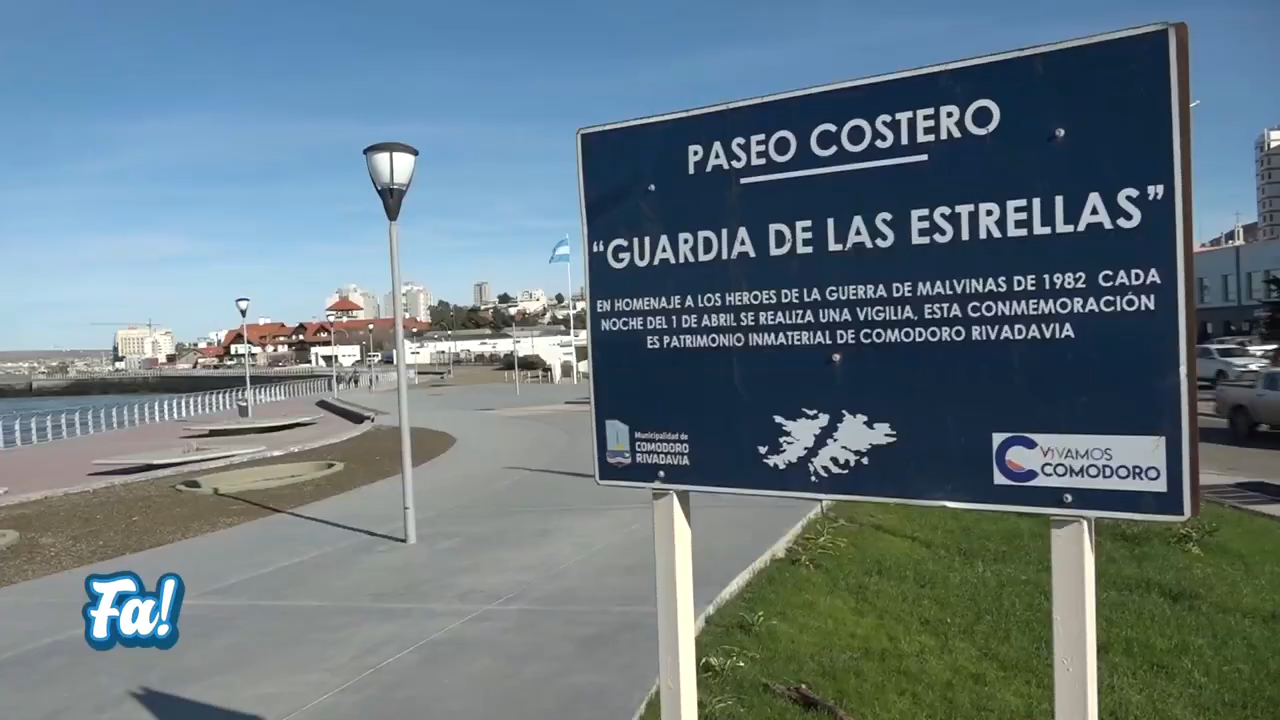 PASEO COSTERO
“GUARDIA DE LAS ESTRELLAS”
EN HOMENAJE A LOS HEROES DE LA GUERRA DE MALVINAS DE 1982 CADA
NOCHE DEL 1 DE ABRIL SE REALIZA UNA VIGILIA, ESTA CONMEMORACIÓN
ES PATRIMONIO INMATERIAL DE COMODORO RIVADAVIA
Municipalidad de
COMODORO
RIVADAVIA
VIVAMOS
COMODORO
Fa!